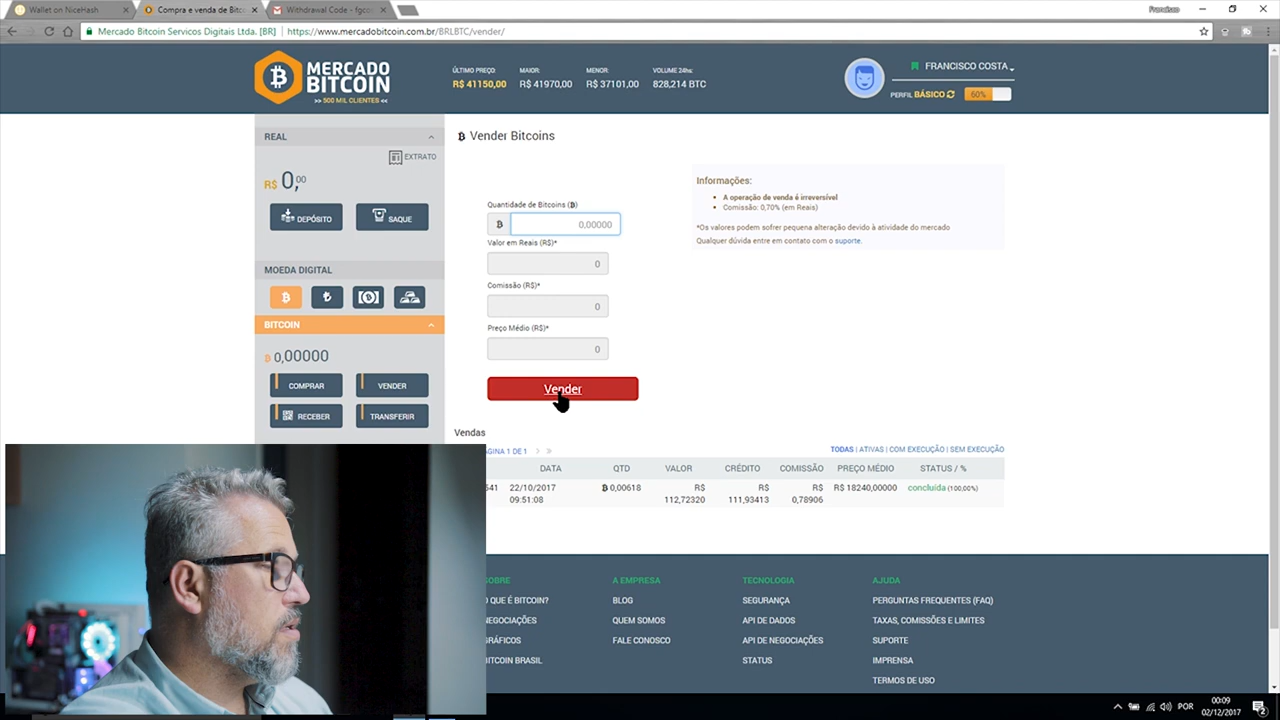 Wallet on NiceHash
Compra e venda de Bitc
Withdrawal Code - fgco
Francisco
Mercado Bitcoin Servicos Digitais Ltda. [BR]
https://www.mercadobitcoin.com.br/BRLBTC/vender/
MERCADO
BITCOIN
>> 500 MIL CLIENTES <<
ÚLTIMO PREÇO:
R$ 41150,00
MAIOR:
R$ 41970,00
MENOR:
R$ 37101,00
VOLUME 24hs:
828,214 BTC
FRANCISCO COSTA
PERFIL BÁSICO
60%
REAL
EXTRATO
R$ 0,00
DEPÓSITO
SAQUE
MOEDA DIGITAL
BITCOIN
0,00000
COMPRAR
VENDER
RECEBER
TRANSFERIR
Vender Bitcoins
Quantidade de Bitcoins (฿)
0,00000
Valor em Reais (R$)*
0
Comissão (R$)*
0
Preço Médio (R$)*
0
Vender
Informações:
A operação de venda é irreversível
Comissão: 0,70% (em Reais)
*Os valores podem sofrer pequena alteração devido à atividade do mercado
Qualquer dúvida entre em contato com o suporte.
Vendas
ÁGINA 1 DE 1
TODAS | ATIVAS | COM EXECUÇÃO | SEM EXECUÇÃO
DATA QTD VALOR CRÉDITO COMISSÃO PREÇO MÉDIO STATUS / %
41 22/10/2017 ฿ 0,00618 R$ R$ R$ R$ 18240,00000 concluída (100,00%)
09:51:08 112,72320 111,93413 0,78906
SOBRE
O QUE É BITCOIN?
NEGOCIAÇÕES
GRÁFICOS
BITCOIN BRASIL
A EMPRESA
BLOG
QUEM SOMOS
FALE CONOSCO
TECNOLOGIA
SEGURANÇA
API DE DADOS
API DE NEGOCIAÇÕES
STATUS
AJUDA
PERGUNTAS FREQUENTES (FAQ)
TAXAS, COMISSÕES E LIMITES
SUPORTE
IMPRENSA
TERMOS DE USO
POR
00:09
02/12/2017
2